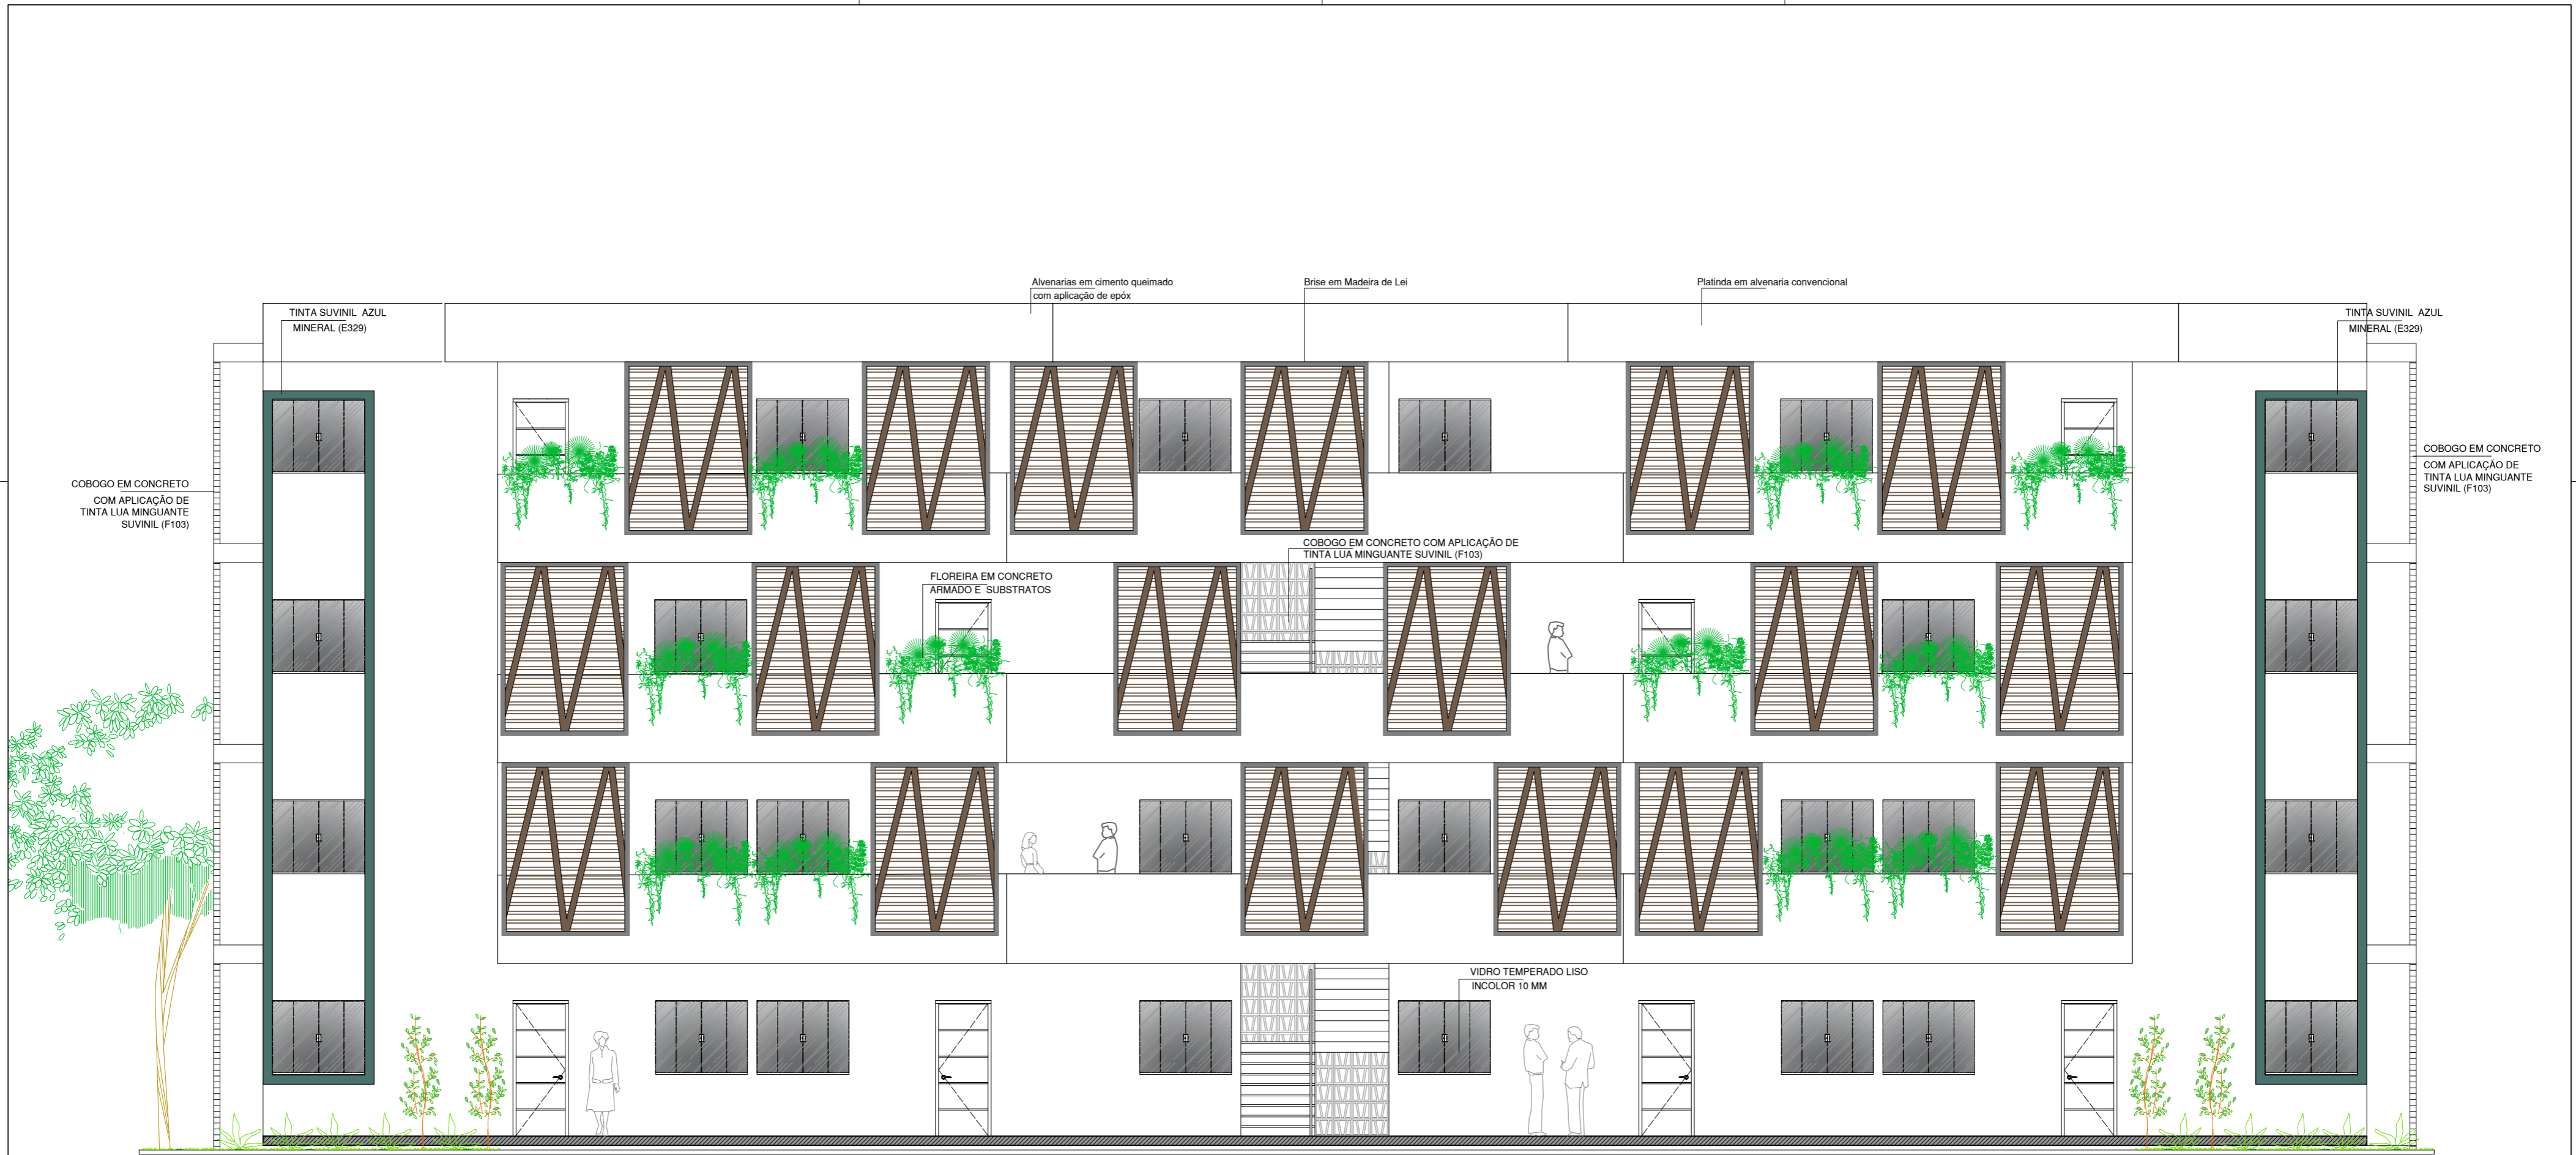 Alvenarias em cimento queimado
com aplicação de epóx
Brise em Madeira de Lei
Platinda em alvenaria convencional
TINTA SUVINIL AZUL
MINERAL (E329)
TINTA SUVINIL AZUL
MINERAL (E329)
COBOGO EM CONCRETO
COM APLICAÇÃO DE
TINTA LUA MINGUANTE
SUVINIL (F103)
COBOGO EM CONCRETO
COM APLICAÇÃO DE
TINTA LUA MINGUANTE
SUVINIL (F103)
COBOGO EM CONCRETO COM APLICAÇÃO DE
TINTA LUA MINGUANTE SUVINIL (F103)
FLOREIRA EM CONCRETO
ARMADO E SUBSTRATOS
VIDRO TEMPERADO LISO
INCOLOR 10 MM